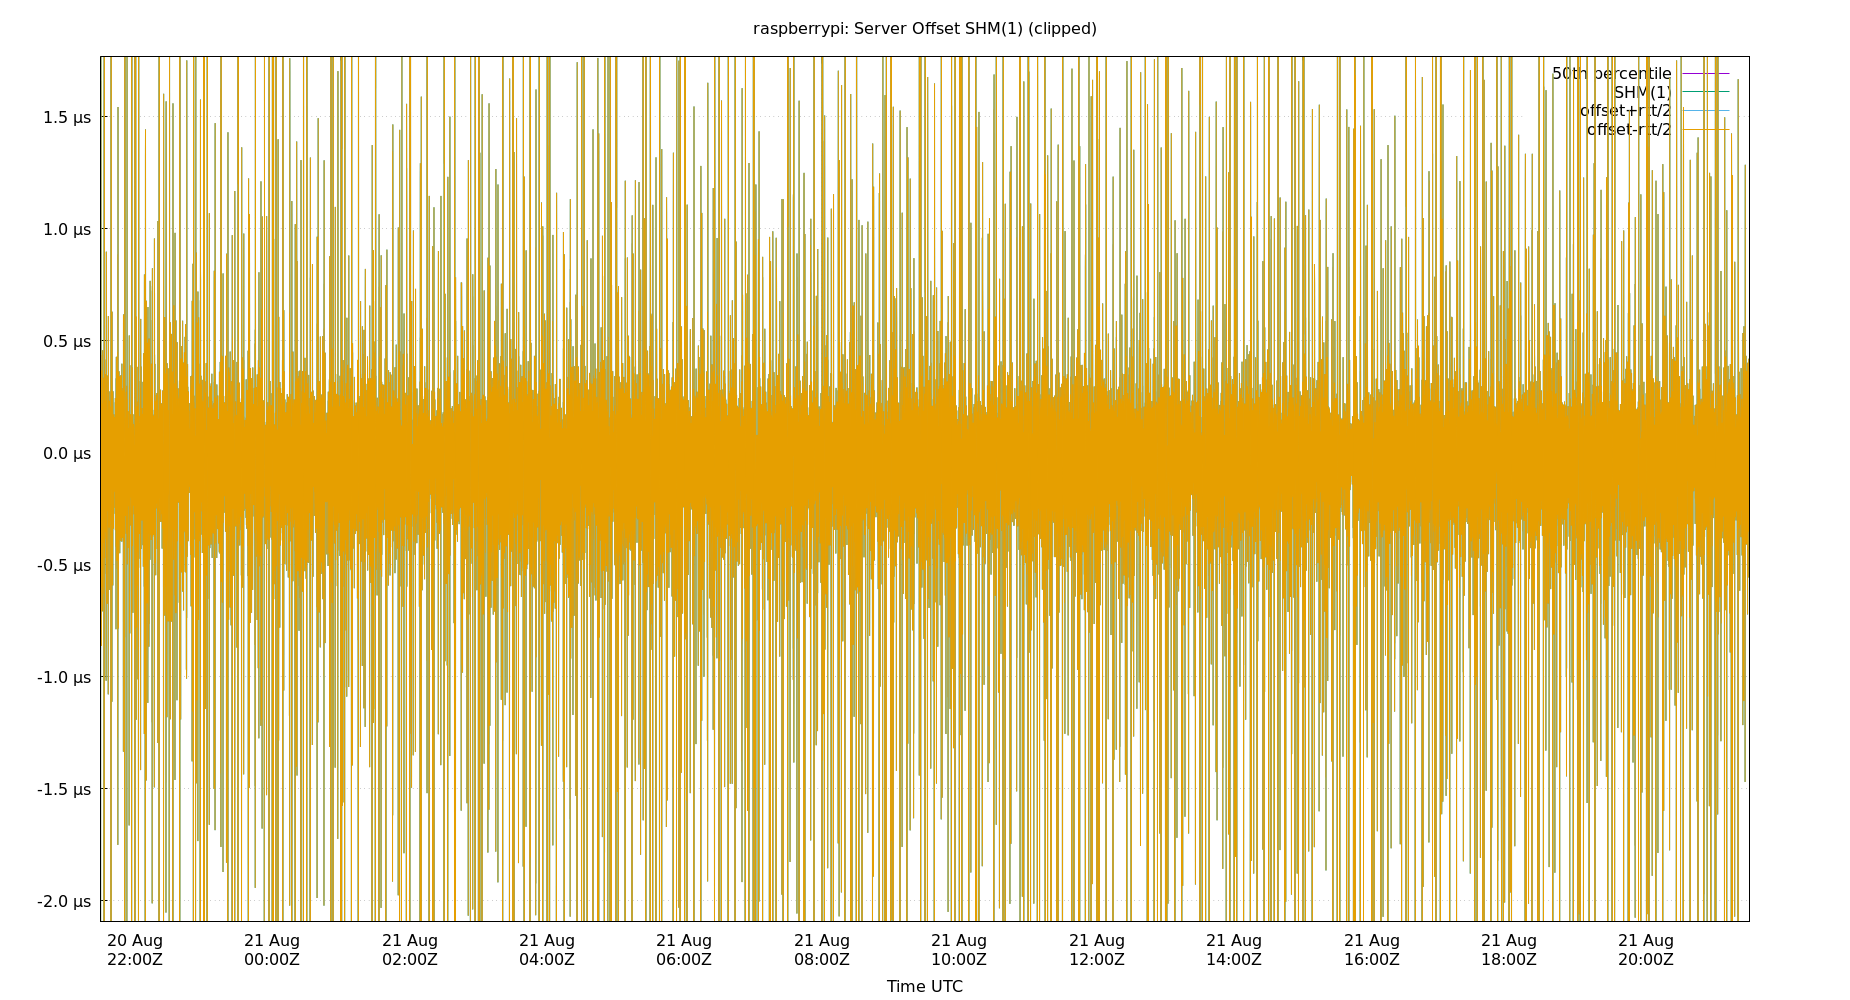 raspberrypi: Server Offset SHM(1) (clipped)
50th percentile
SHM(1)
offset+rtt/2
offset-rtt/2
1.5 µs
1.0 µs
0.5 µs
0.0 µs
-0.5 µs
-1.0 µs
-1.5 µs
-2.0 µs
20 Aug 21 Aug 21 Aug 21 Aug 21 Aug 21 Aug 21 Aug 21 Aug 21 Aug 21 Aug 21 Aug 21 Aug
22:00Z 00:00Z 02:00Z 04:00Z 06:00Z 08:00Z 10:00Z 12:00Z 14:00Z 16:00Z 18:00Z 20:00Z
Time UTC